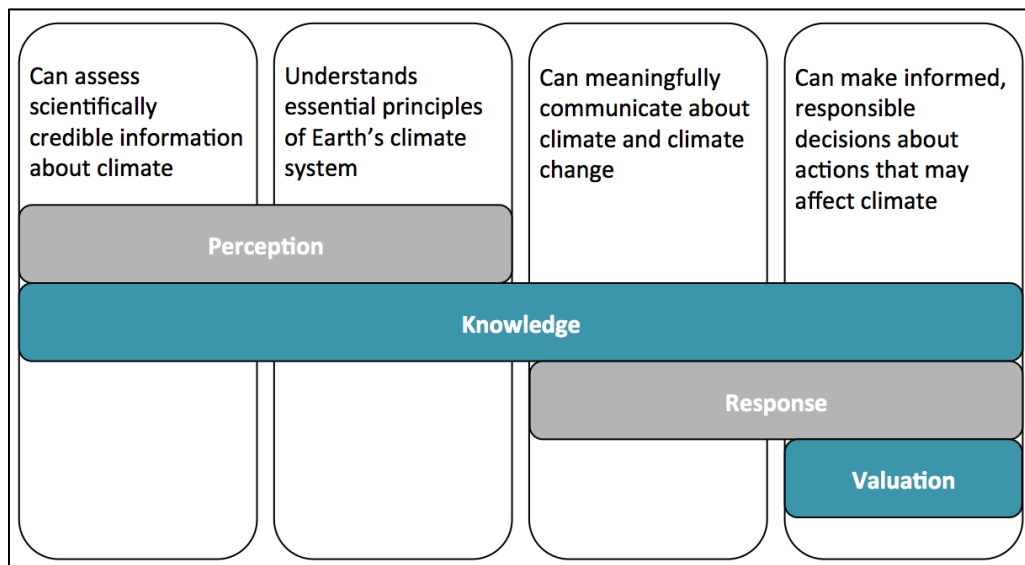 Can assess
scientifically
credible information
about climate
Understands
essential principles
of Earth's climate
system
Can meaningfully
communicate about
climate and climate
change
Can make informed,
responsible
decisions about
actions that may
affect climate
Perception
Knowledge
Response
Valuation